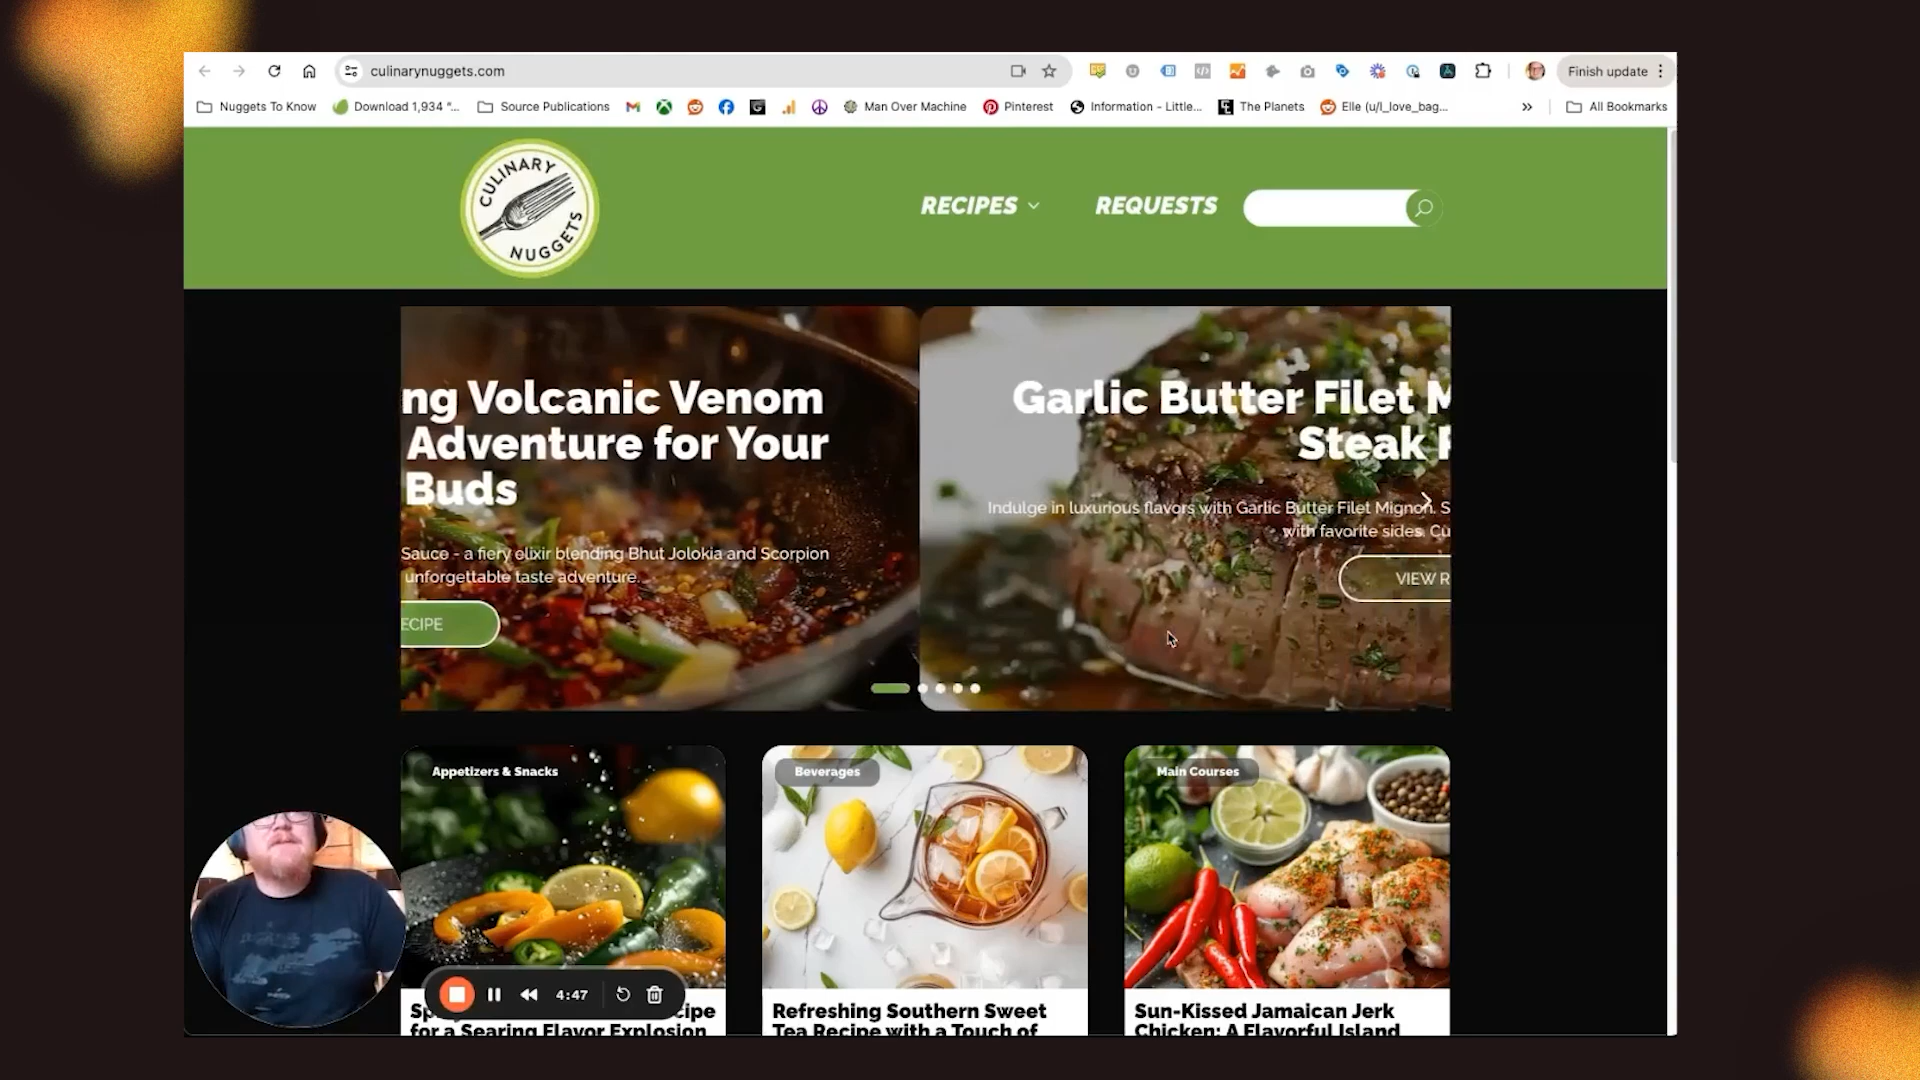 culinarynuggets.com
Finish update
Nuggets To Know
Download 1,934 “...
Source Publications
Man Over Machine
Pinterest
Information - Little...
The Planets
Elle (u/I_love_bag...
»
All Bookmarks
CULINARY
NUGGETS
RECIPES
REQUESTS
ng Volcanic Venom
Adventure for Your
Buds
Sauce - a fiery elixir blending Bhut Jolokia and Scorpion
unforgettable taste adventure.
ECIPE
Garlic Butter Filet M
Steak
Indulge in luxurious flavors with Garlic Butter Filet Mignon. S
with favorite sides. Cu
VIEW R
Appetizers & Snacks
Beverages
Main Courses
4:47
cipe
for a Searing Flavor Explosion
Refreshing Southern Sweet
Tea Recipe with a Touch of
Sun-Kissed Jamaican Jerk
Chicken: A Flavorful Island